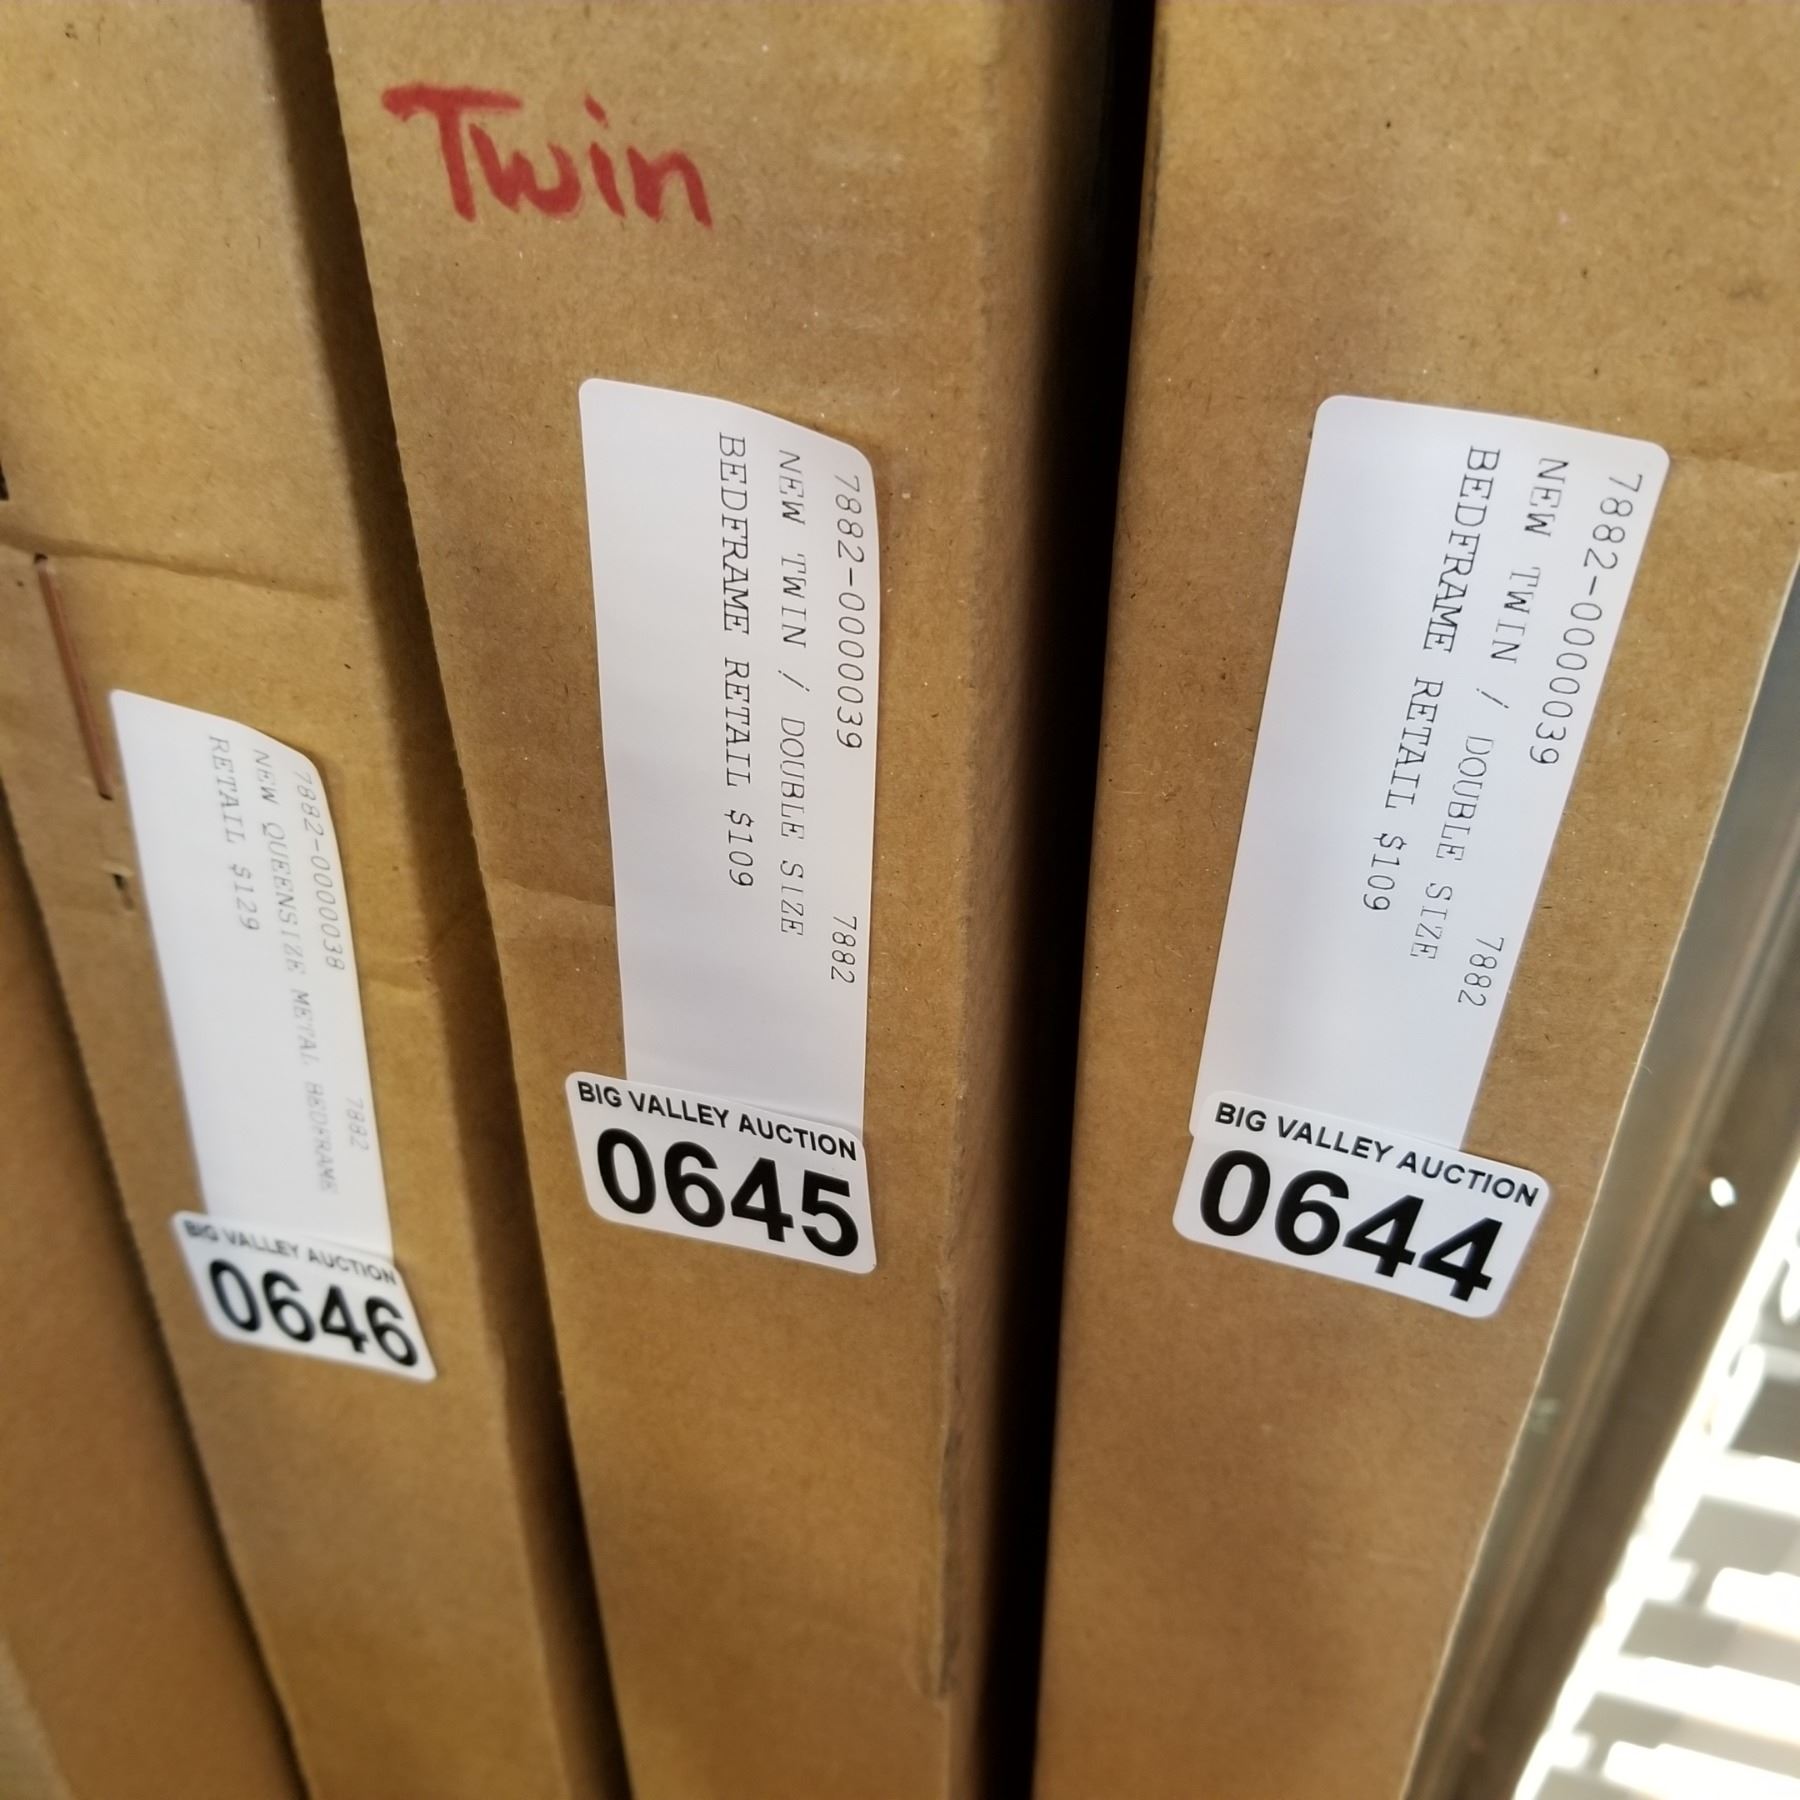 Twin
7882-0000038 7882
NEW QUEENSIZE METAL BEDFRAME
RETAIL $129
BIG VALLEY AUCTION
0646
7882-0000039 7882
NEW TWIN / DOUBLE SIZE
BEDFRAME RETAIL $109
BIG VALLEY AUCTION
0645
7882-0000039 7882
NEW TWIN / DOUBLE SIZE
BEDFRAME RETAIL $109
BIG VALLEY AUCTION
0644